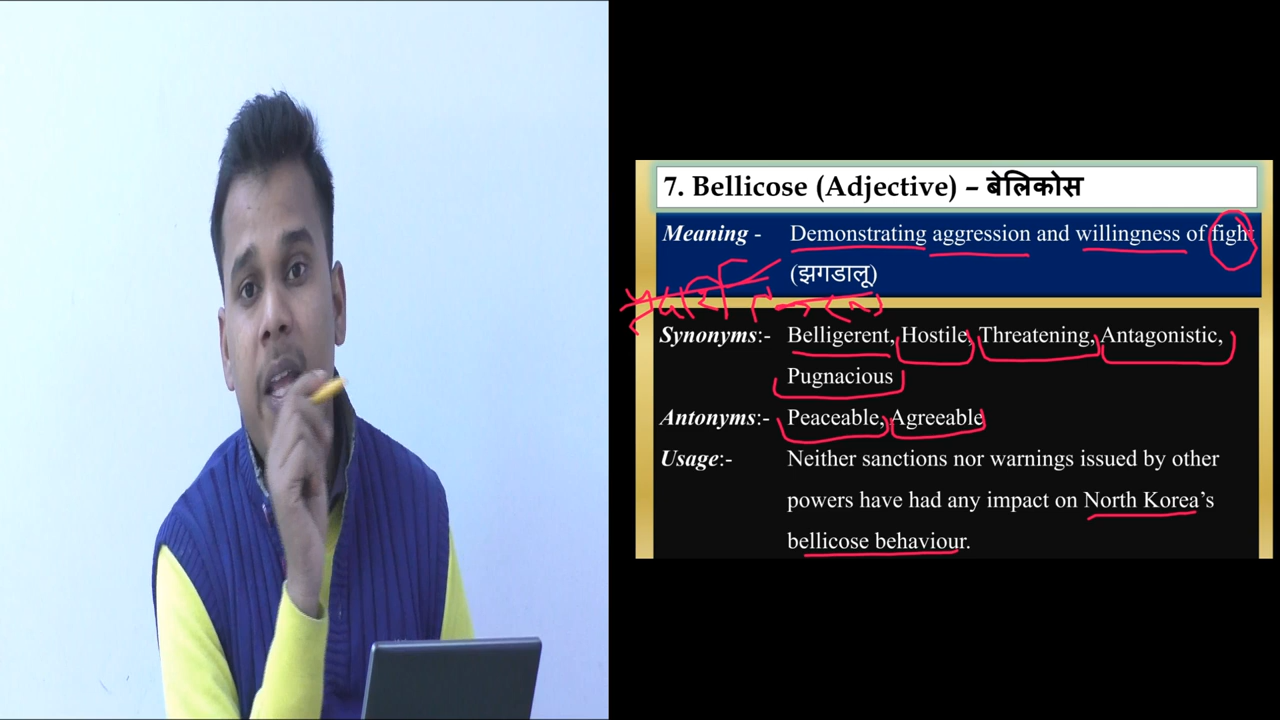 7. Bellicose (Adjective) – बेलिकोस
Meaning - Demonstrating aggression and willingness of fight
(झगडालू)
Synonyms:- Belligerent, Hostile, Threatening, Antagonistic,
Pugnacious
Antonyms:- Peaceable, Agreeable
Usage:- Neither sanctions nor warnings issued by other
powers have had any impact on North Korea's
bellicose behaviour.